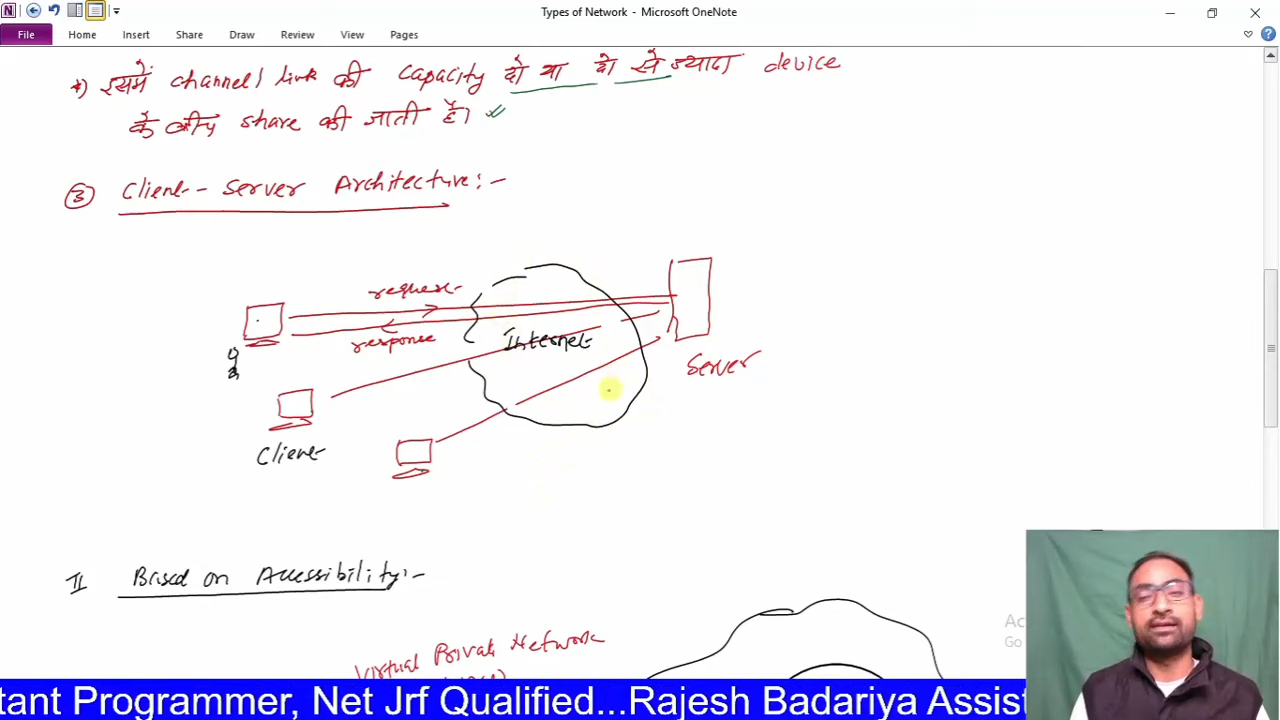 Types of Network - Microsoft OneNote
File Home Insert Share Draw Review View Pages
*) इसमें channel/link की capacity दो या दो से ज्यादा device
के बीच share की जाती है।
③ Client-Server Architecture:-
request
response
Internet
Server
Client
II Based on Accessibility:-
Virtual Private Network
Ac
Go
tant Programmer, Net Jrf Qualified...Rajesh Badariya Assist